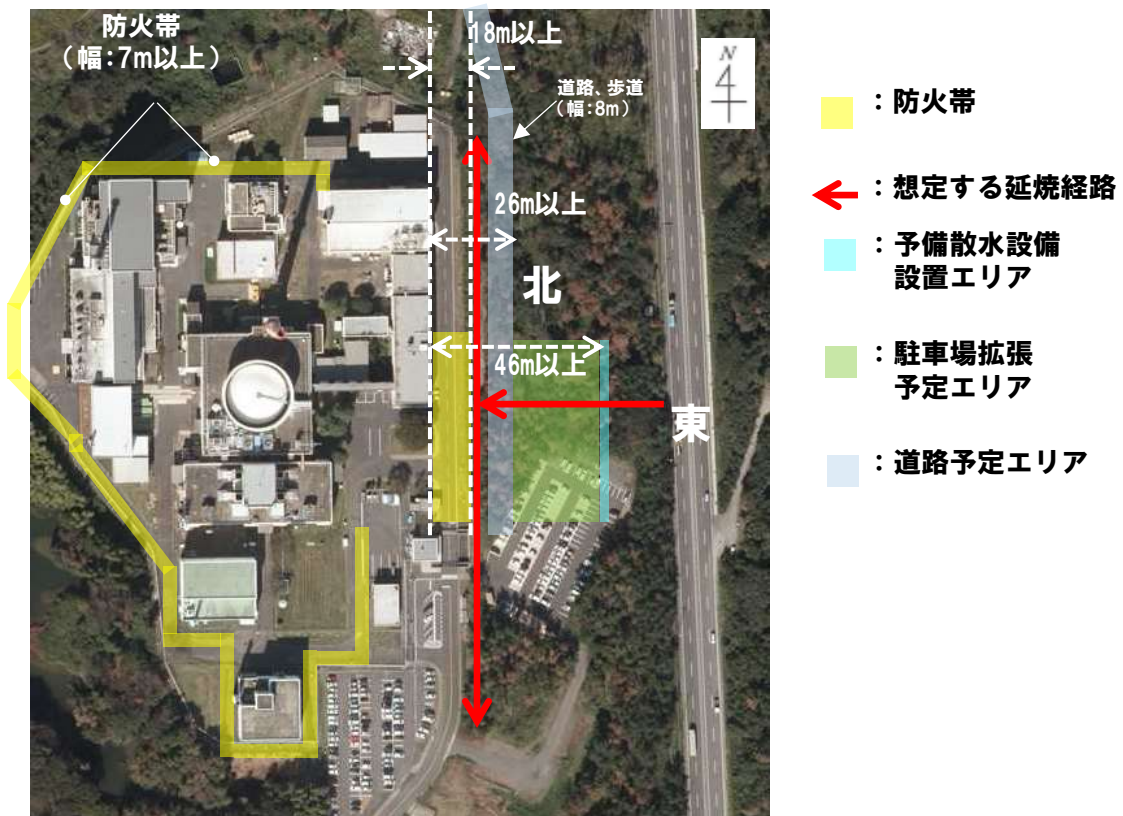 防火帯
（幅：7m以上）
18m以上
道路、歩道
（幅：8m）
N
26m以上
北
46m以上
東
：防火帯
：想定する延焼経路
：予備散水設備
設置エリア
：駐車場拡張
予定エリア
：道路予定エリア